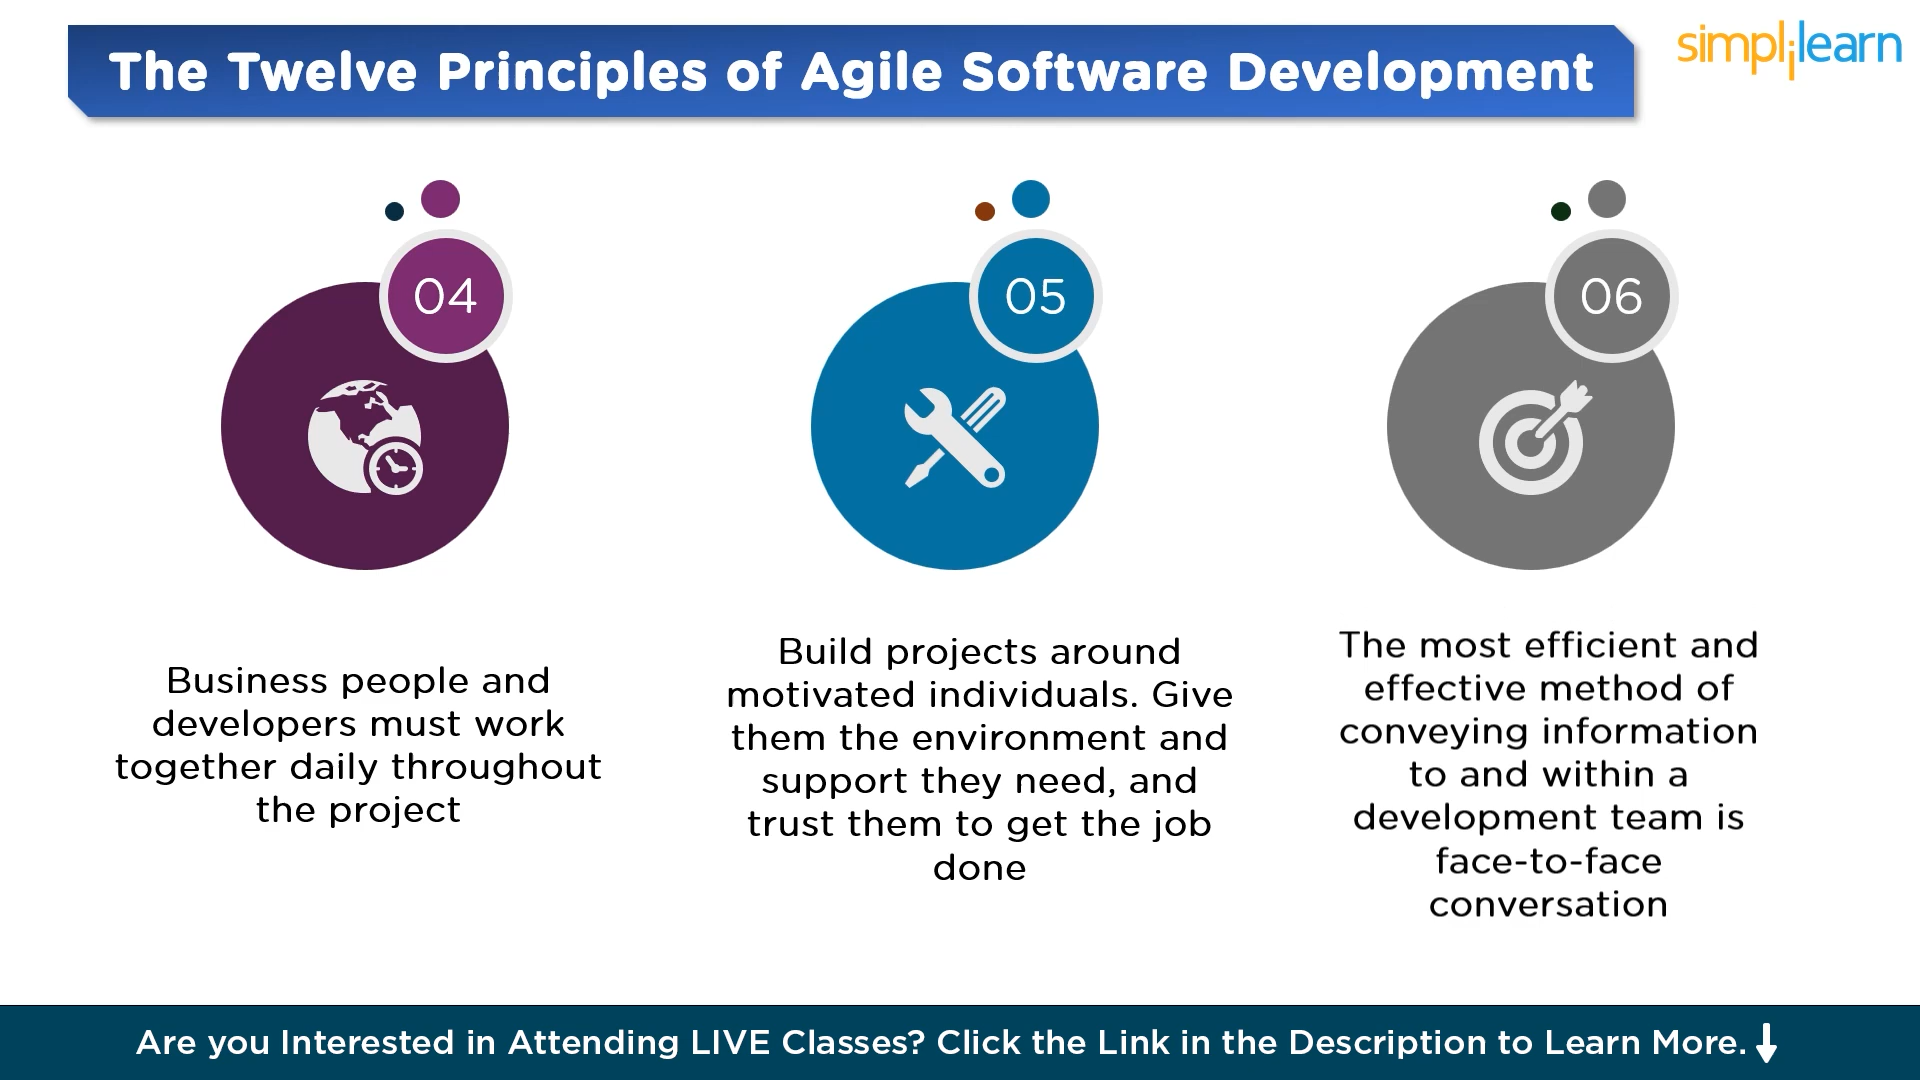 The Twelve Principles of Agile Software Development
simplilearn
04
Business people and
developers must work
together daily throughout
the project
05
Build projects around
motivated individuals. Give
them the environment and
support they need, and
trust them to get the job
done
06
The most efficient and
effective method of
conveying information
to and within a
development team is
face-to-face
conversation
Are you Interested in Attending LIVE Classes? Click the Link in the Description to Learn More.